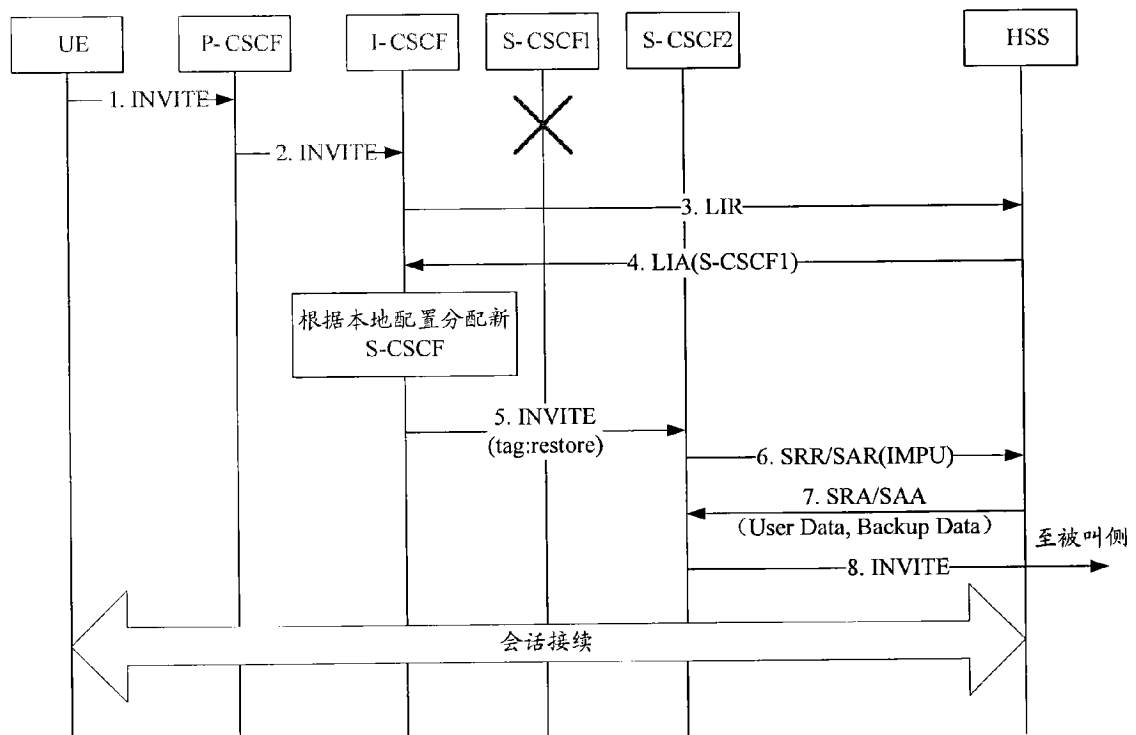 UE
P-CSCF
I-CSCF
S-CSCF1
S-CSCF2
HSS
1. INVITE
2. INVITE
3. LIR
4. LIA(S-CSCF1)
根据本地配置分配新
S-CSCF
5. INVITE
(tag:restore)
6. SRR/SAR(IMPU)
7. SRA/SAA
（User Data, Backup Data）
至被叫侧
8. INVITE
会话接续